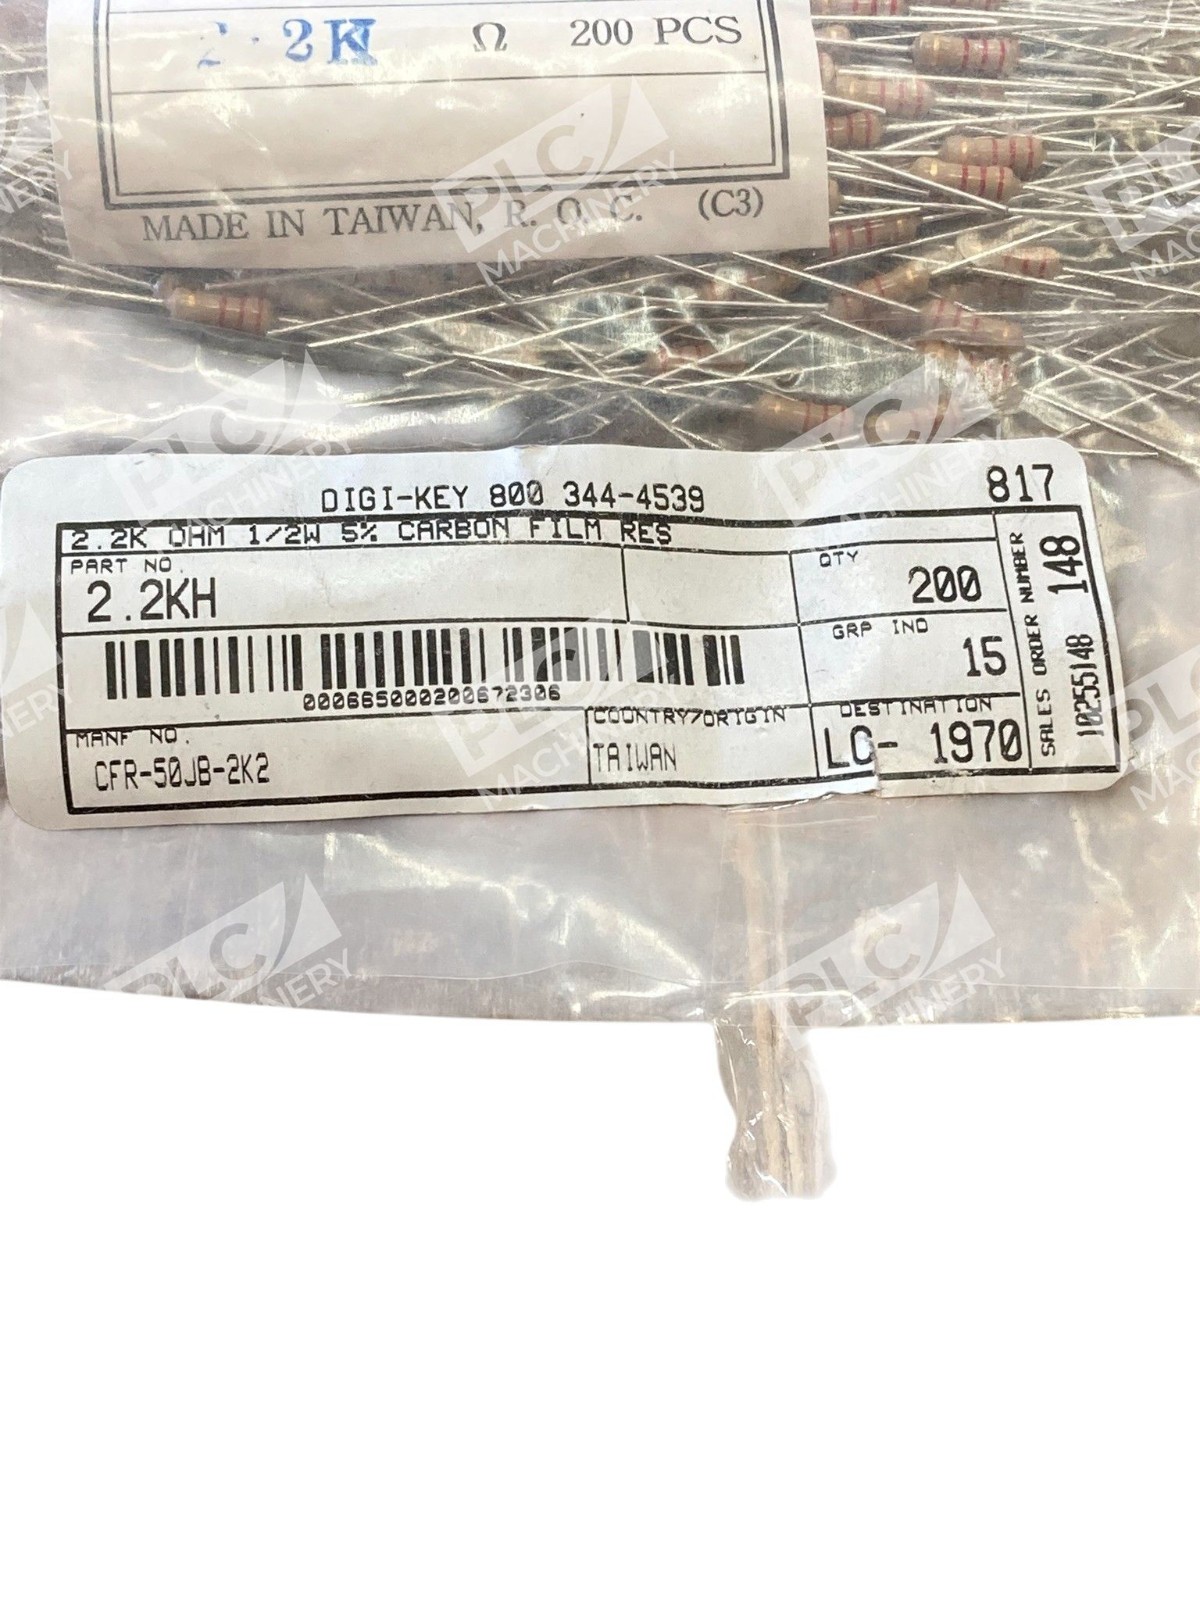 2.2K Ω 200 PCS
MADE IN TAIWAN, R. O. C. (C3)
DIGI-KEY 800 344-4539 817
2.2K OHM 1/2W 5% CARBON FILM RES
PART NO.
2.2KH
QTY
200
GRP IND
15
000665000200672306
MANF NO.
CFR-50JB-2K2
COUNTRY/ORIGIN
TAIWAN
DESTINATION
LC- 1970
SALES ORDER NUMBER
10255148 148
PLC MACHINERY